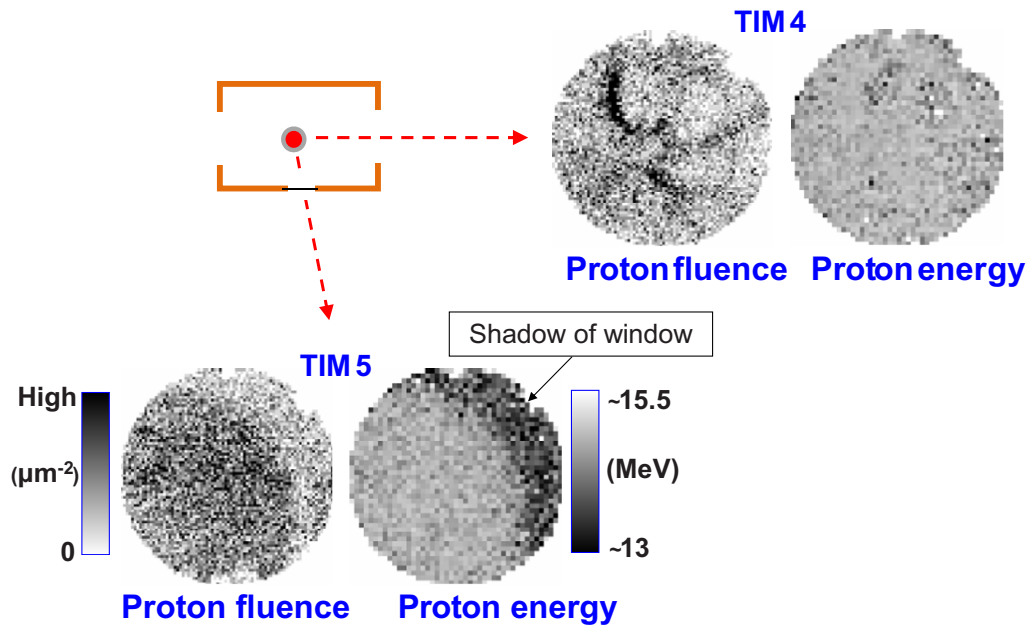 TIM 4
Proton fluence Proton energy
Shadow of window
TIM 5
High
(µm-2)
0
~15.5
(MeV)
~13
Proton fluence Proton energy